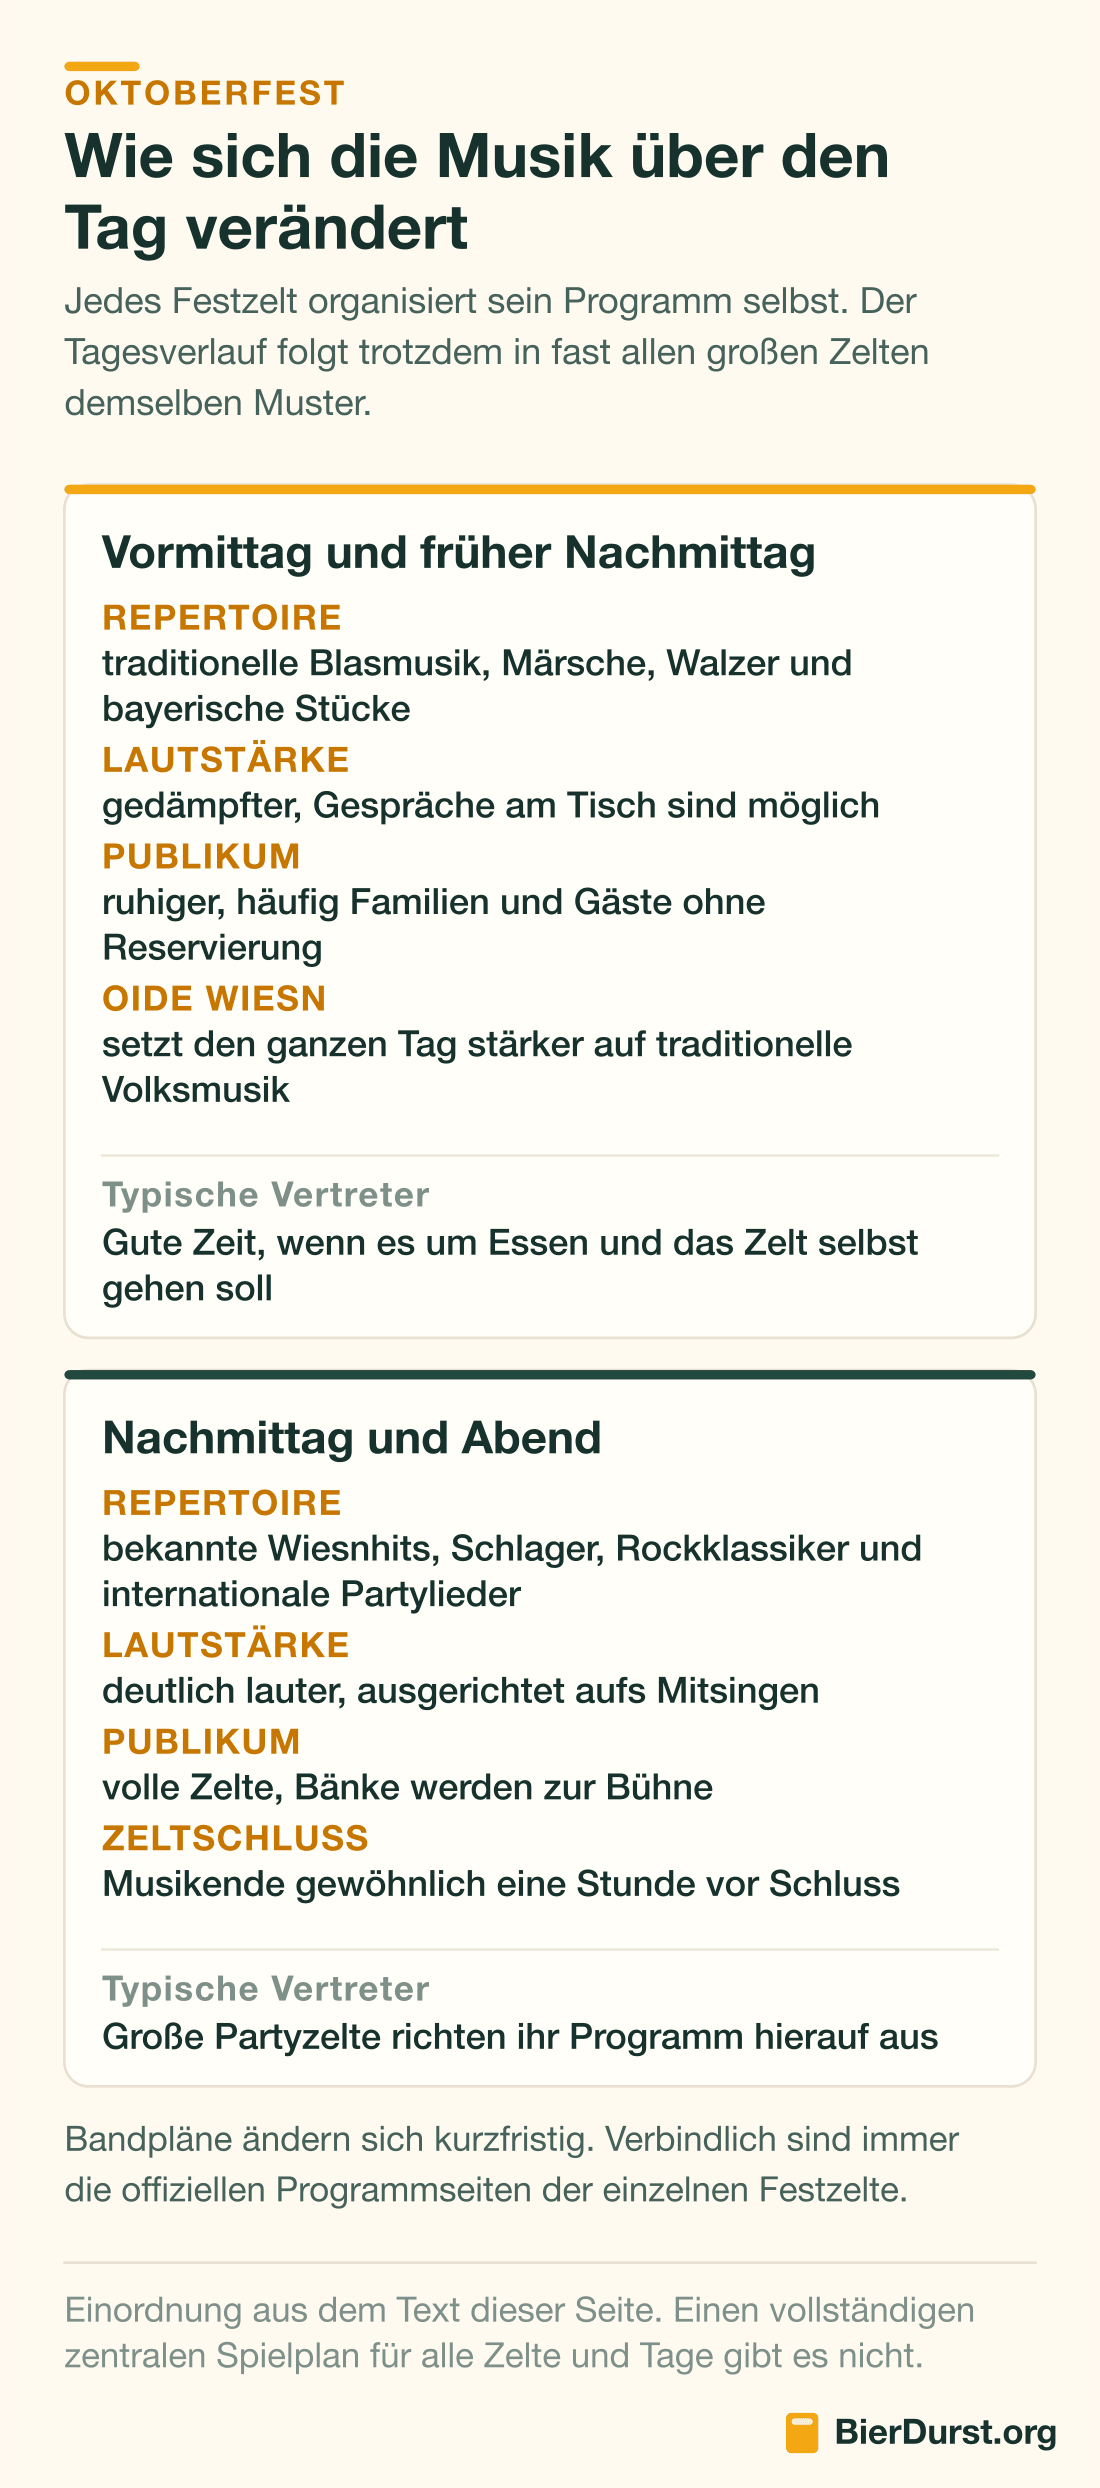 OKTOBERFEST
Wie sich die Musik über den
Tag verändert
Jedes Festzelt organisiert sein Programm selbst. Der
Tagesverlauf folgt trotzdem in fast allen großen Zelten
demselben Muster.
Vormittag und früher Nachmittag
REPERTOIRE
traditionelle Blasmusik, Märsche, Walzer und
bayerische Stücke
LAUTSTÄRKE
gedämpfter, Gespräche am Tisch sind möglich
PUBLIKUM
ruhiger, häufig Familien und Gäste ohne
Reservierung
OIDE WIESN
setzt den ganzen Tag stärker auf traditionelle
Volksmusik
Typische Vertreter
Gute Zeit, wenn es um Essen und das Zelt selbst
gehen soll
Nachmittag und Abend
REPERTOIRE
bekannte Wiesnhits, Schlager, Rockklassiker und
internationale Partylieder
LAUTSTÄRKE
deutlich lauter, ausgerichtet aufs Mitsingen
PUBLIKUM
volle Zelte, Bänke werden zur Bühne
ZELTSCHLUSS
Musikende gewöhnlich eine Stunde vor Schluss
Typische Vertreter
Große Partyzelte richten ihr Programm hierauf aus
Bandpläne ändern sich kurzfristig. Verbindlich sind immer
die offiziellen Programmseiten der einzelnen Festzelte.
Einordnung aus dem Text dieser Seite. Einen vollständigen
zentralen Spielplan für alle Zelte und Tage gibt es nicht.
BierDurst.org